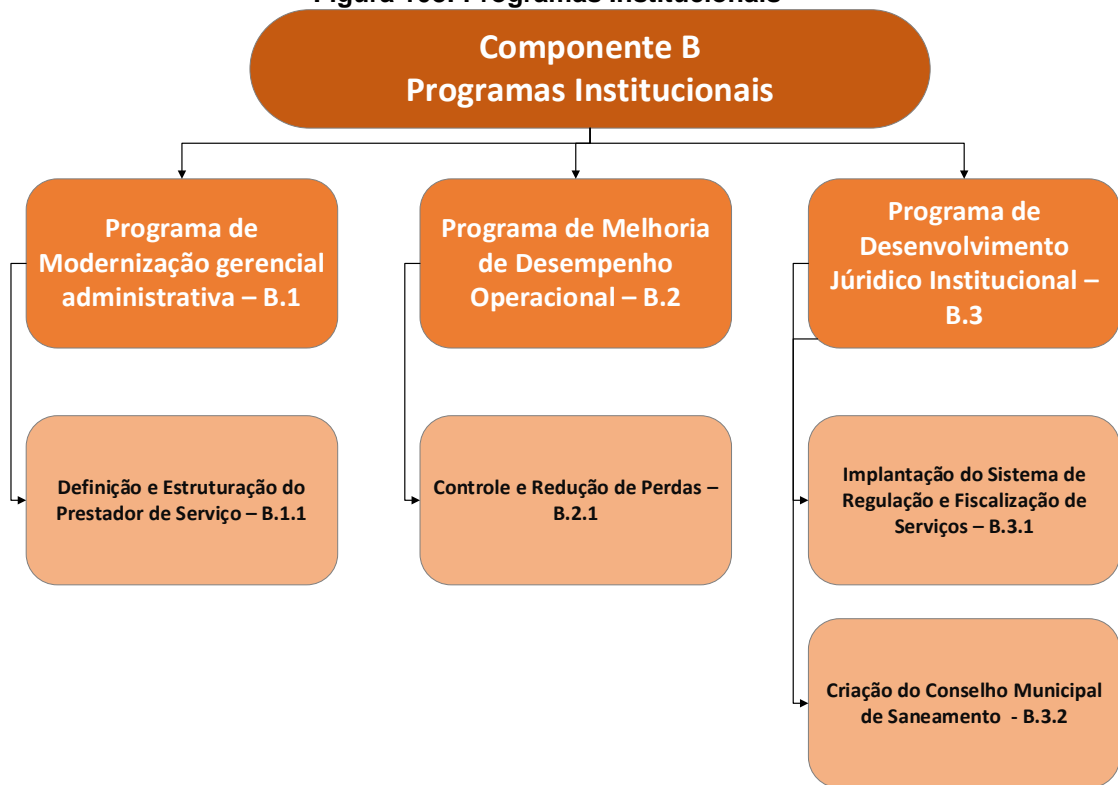 Componente B
Programas Institucionais
Programa de
Modernização gerencial
administrativa – B.1
Programa de Melhoria
de Desempenho
Operacional – B.2
Programa de
Desenvolvimento
Júridico Institucional –
B.3
Definição e Estruturação do
Prestador de Serviço – B.1.1
Controle e Redução de Perdas –
B.2.1
Implantação do Sistema de
Regulação e Fiscalização de
Serviços – B.3.1
Criação do Conselho Municipal
de Saneamento - B.3.2